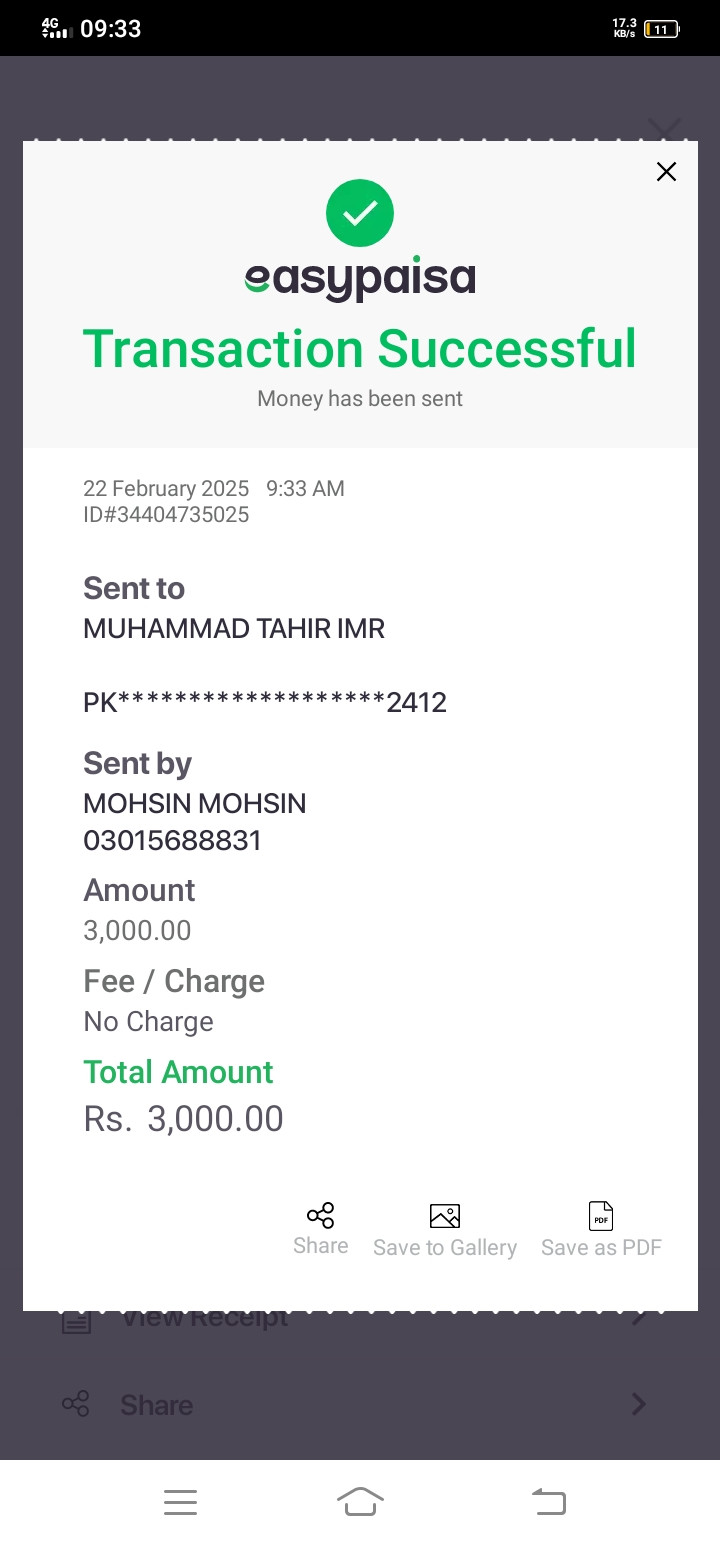 4G 09:33 17.3 KB/s 11
easypaisa
Transaction Successful
Money has been sent
22 February 2025 9:33 AM
ID#34404735025
Sent to
MUHAMMAD TAHIR IMR
PK*******************2412
Sent by
MOHSIN MOHSIN
03015688831
Amount
3,000.00
Fee / Charge
No Charge
Total Amount
Rs. 3,000.00
PDF
Share Save to Gallery Save as PDF
View Receipt
Share